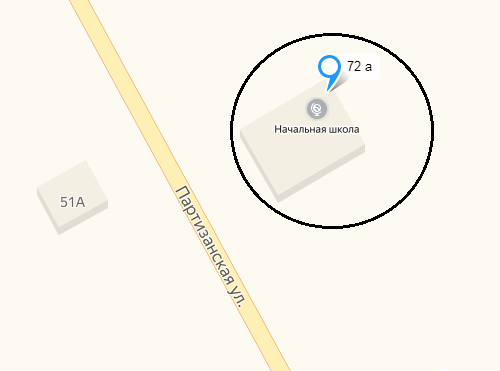 72 а
Начальная школа
51А
Партизанская ул.